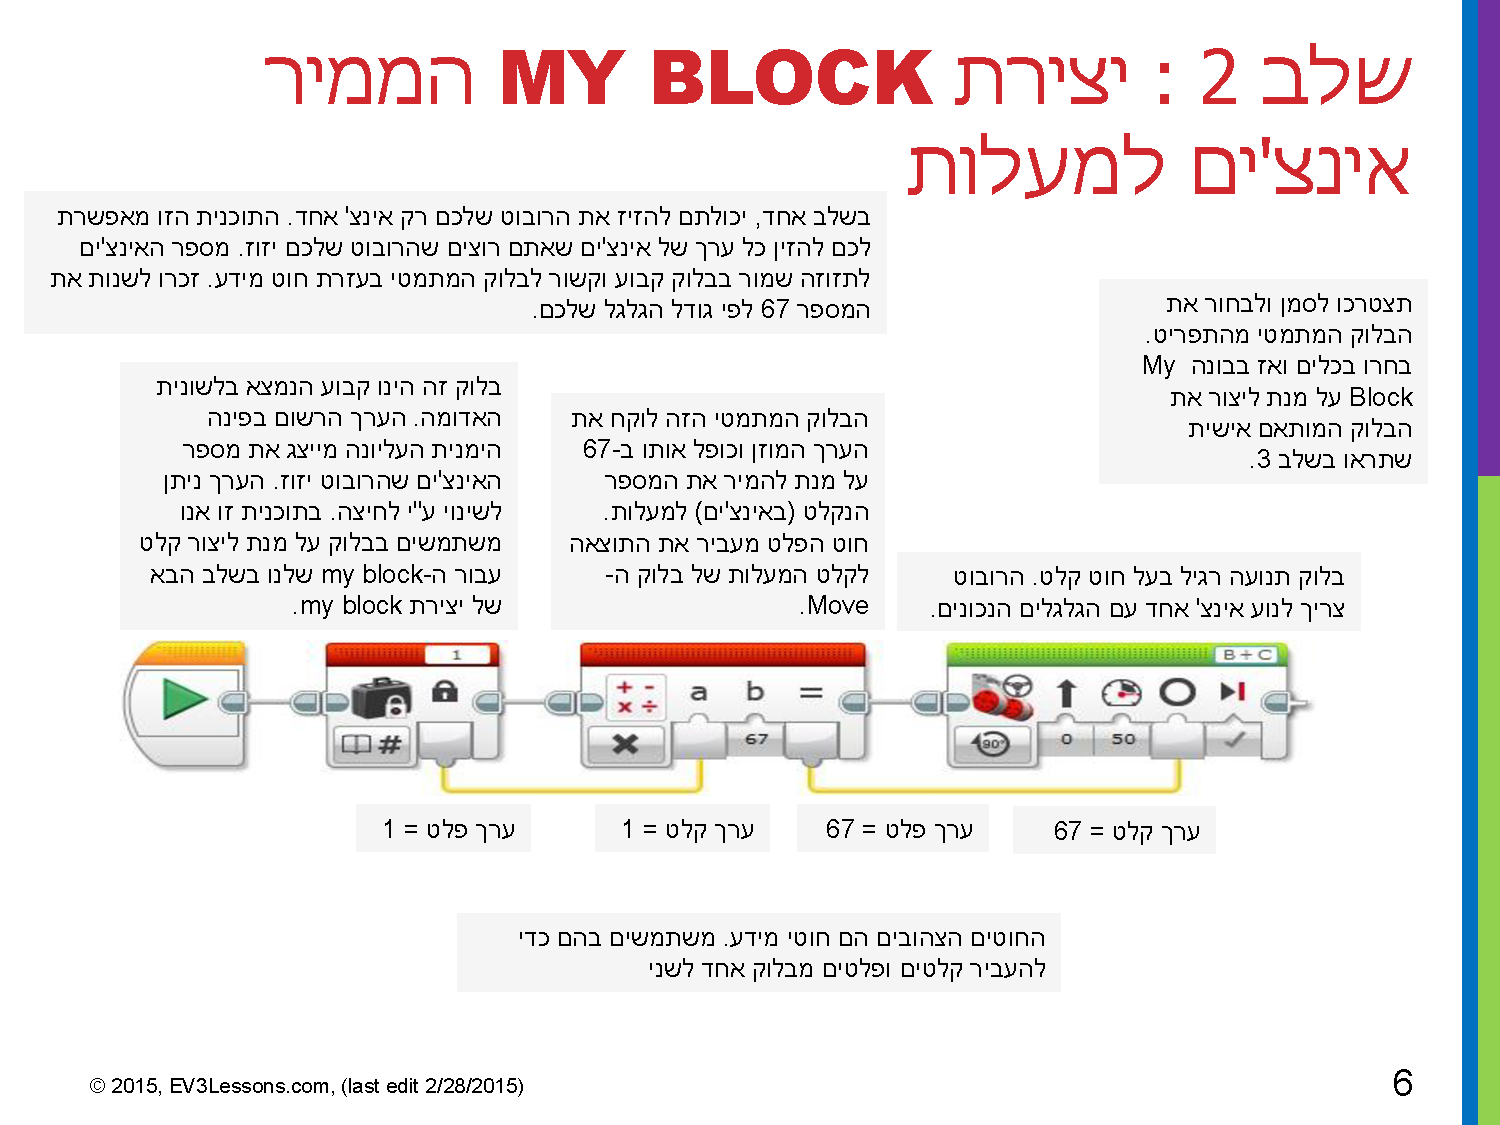 שלב 2 : יצירת MY BLOCK הממיר
אינצ'ים למעלות
בשלב אחד, יכולתם להזיז את הרובוט שלכם רק אינצ' אחד. התוכנית הזו מאפשרת
לכם להזין כל ערך של אינצ'ים שאתם רוצים שהרובוט שלכם יזוז. מספר האינצ'ים
לתזוזה שמור בבלוק קבוע וקשור לבלוק המתמטי בעזרת חוט מידע. זכרו לשנות את
המספר 67 לפי גודל הגלגל שלכם.
תצטרכו לסמן ולבחור את
הבלוק המתמטי מהתפריט.
בחרו בכלים ואז בבונה My
Block על מנת ליצור את
הבלוק המותאם אישית
שתראו בשלב 3.
בלוק זה הינו קבוע הנמצא בלשונית
האדומה. הערך הרשום בפינה
הימנית העליונה מייצג את מספר
האינצ'ים שהרובוט יזוז. הערך ניתן
לשינוי ע"י לחיצה. בתוכנית זו אנו
משתמשים בבלוק על מנת ליצור קלט
עבור ה-my block שלנו בשלב הבא
של יצירת my block.
הבלוק המתמטי הזה לוקח את
הערך המוזן וכופל אותו ב-67
על מנת להמיר את המספר
הנקלט (באינצ'ים) למעלות.
חוט הפלט מעביר את התוצאה
לקלט המעלות של בלוק ה-
Move.
בלוק תנועה רגיל בעל חוט קלט. הרובוט
צריך לנוע אינצ' אחד עם הגלגלים הנכונים.
1
B+C
a b =
#
67
90°
0 50
ערך פלט = 1
ערך קלט = 1
ערך פלט = 67
ערך קלט = 67
החוטים הצהובים הם חוטי מידע. משתמשים בהם כדי
להעביר קלטים ופלטים מבלוק אחד לשני
© 2015, EV3Lessons.com, (last edit 2/28/2015)
6